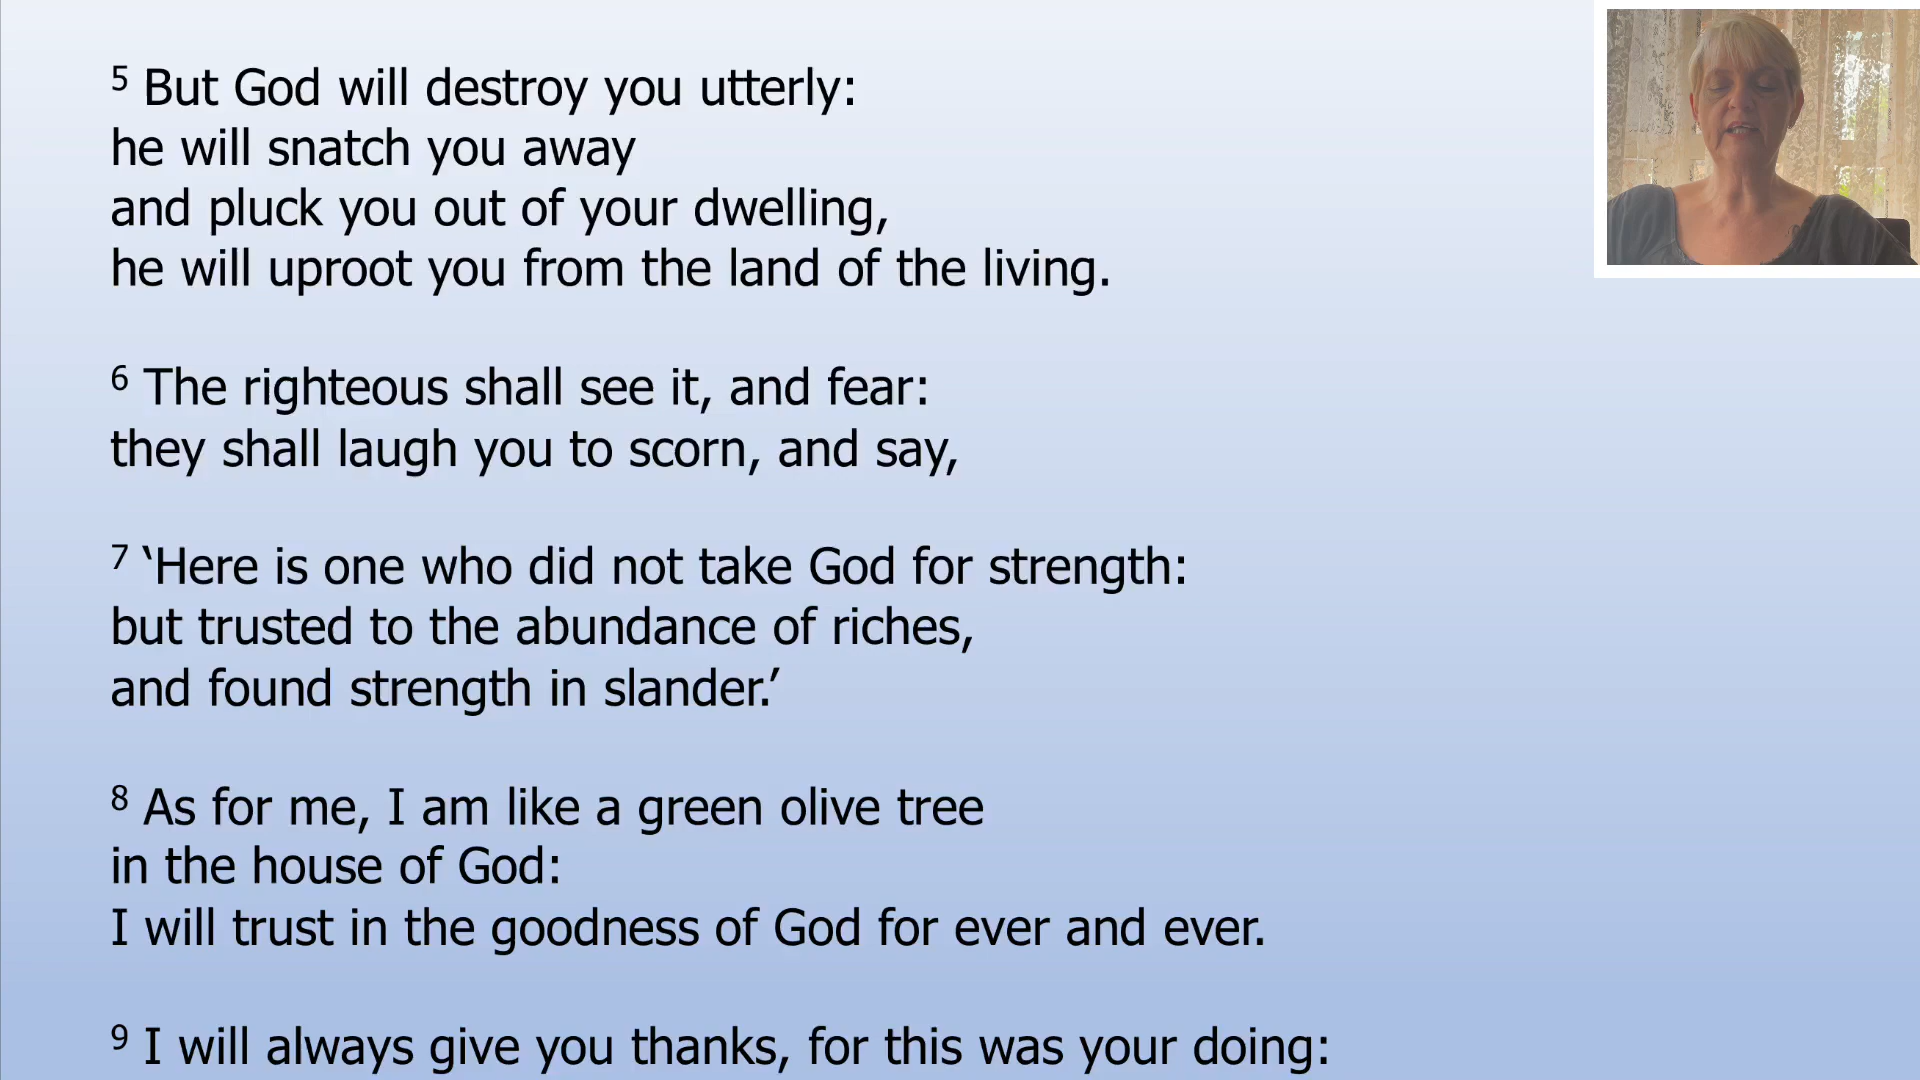 5 But God will destroy you utterly:
he will snatch you away
and pluck you out of your dwelling,
he will uproot you from the land of the living.
6 The righteous shall see it, and fear:
they shall laugh you to scorn, and say,
7 ‘Here is one who did not take God for strength:
but trusted to the abundance of riches,
and found strength in slander.’
8 As for me, I am like a green olive tree
in the house of God:
I will trust in the goodness of God for ever and ever.
9 I will always give you thanks, for this was your doing: